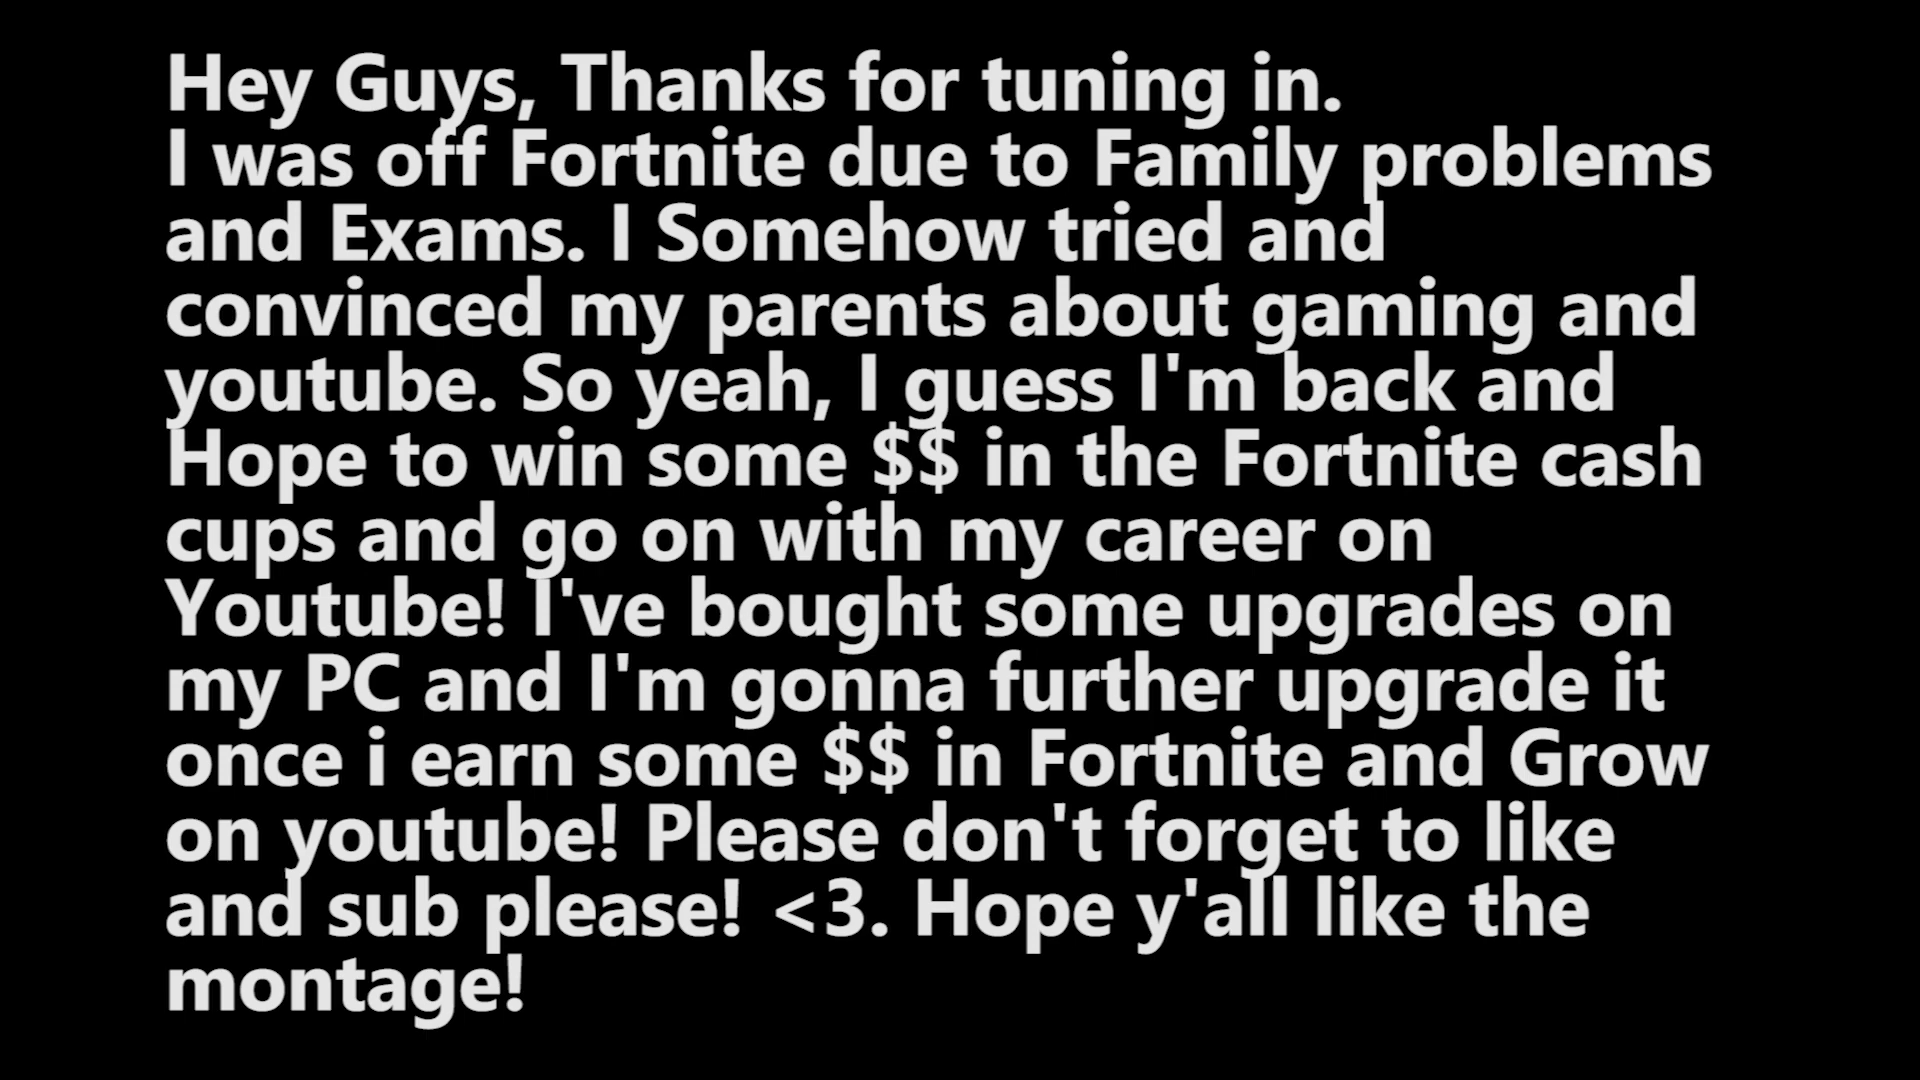 Hey Guys, Thanks for tuning in.
I was off Fortnite due to Family problems
and Exams. I Somehow tried and
convinced my parents about gaming and
youtube. So yeah, I guess I'm back and
Hope to win some $$ in the Fortnite cash
cups and go on with my career on
Youtube! I've bought some upgrades on
my PC and I'm gonna further upgrade it
once i earn some $$ in Fortnite and Grow
on youtube! Please don't forget to like
and sub please! <3. Hope y'all like the
montage!